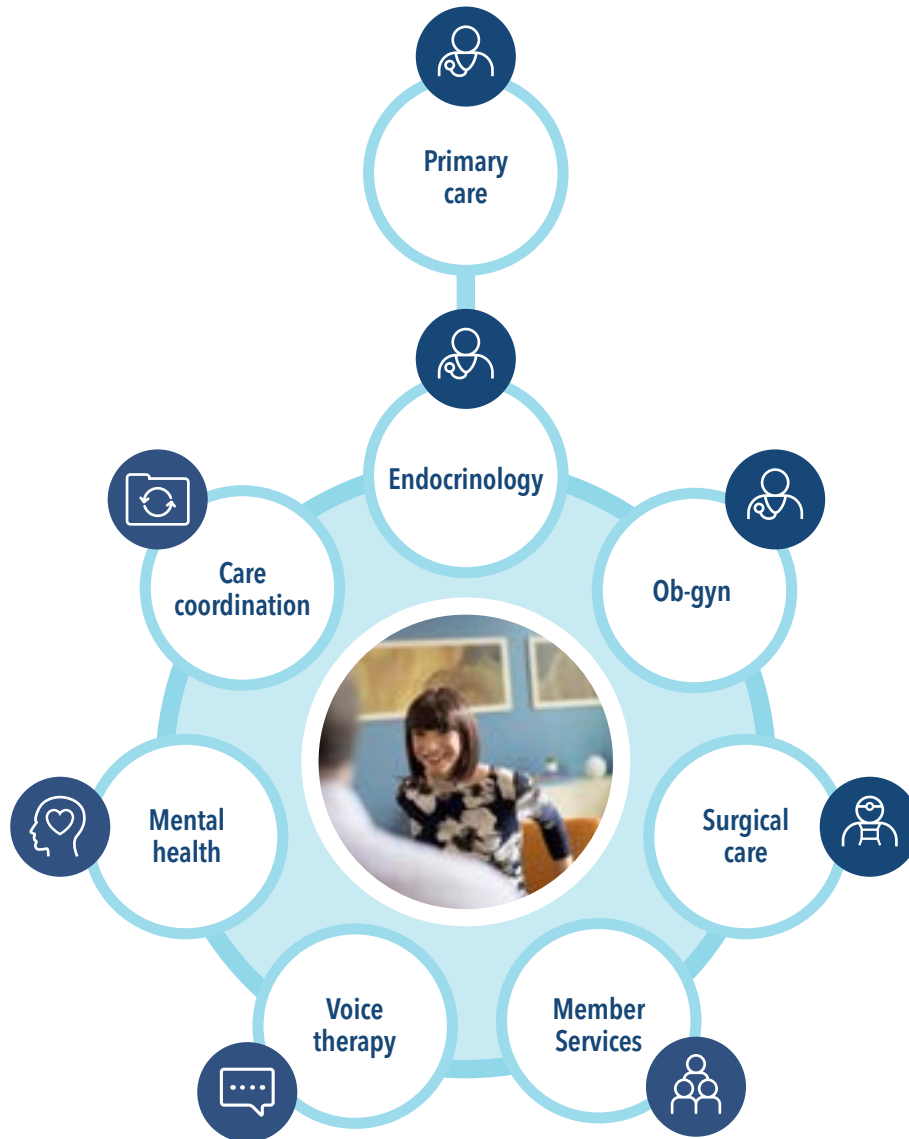 Primary
care
Endocrinology
Care
coordination
Ob-gyn
Mental
health
Surgical
care
Voice
therapy
Member
Services